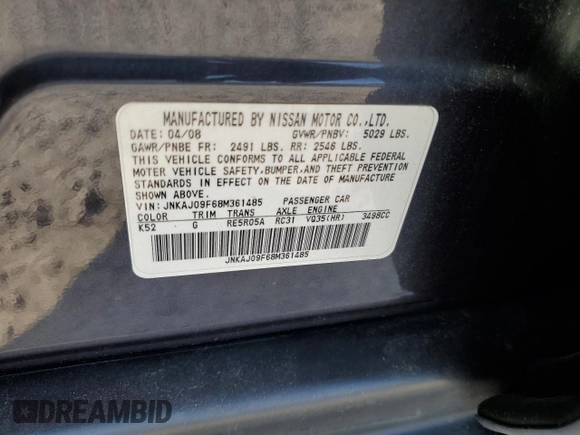 MANUFACTURED BY NISSAN MOTOR CO.,LTD.
DATE: 04/08 GVWR/PNBV: 5029 LBS.
GAWR/PNBE FR: 2491 LBS. RR: 2546 LBS.
THIS VEHICLE CONFORMS TO ALL APPLICABLE FEDERAL
MOTOR VEHICLE SAFETY,BUMPER,AND THEFT PREVENTION
STANDARDS IN EFFECT ON THE DATE OF MANUFACTURE
SHOWN ABOVE.
VIN: JNKAJ09F68M361485 PASSENGER CAR
COLOR TRIM TRANS AXLE ENGINE
K52 G RE5R05A RC31 VQ35(HR) 3498CC
JNKAJ09F68M361485
DREAMBID